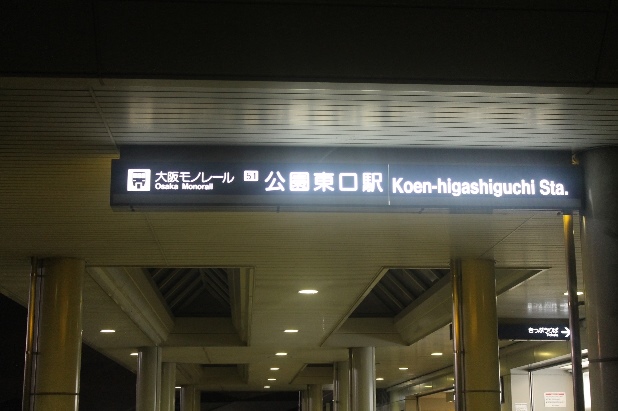 大阪モノレール
Osaka Monorail
51
公園東口駅
Koen-higashiguchi Sta.
きっぷうりば
Tickets